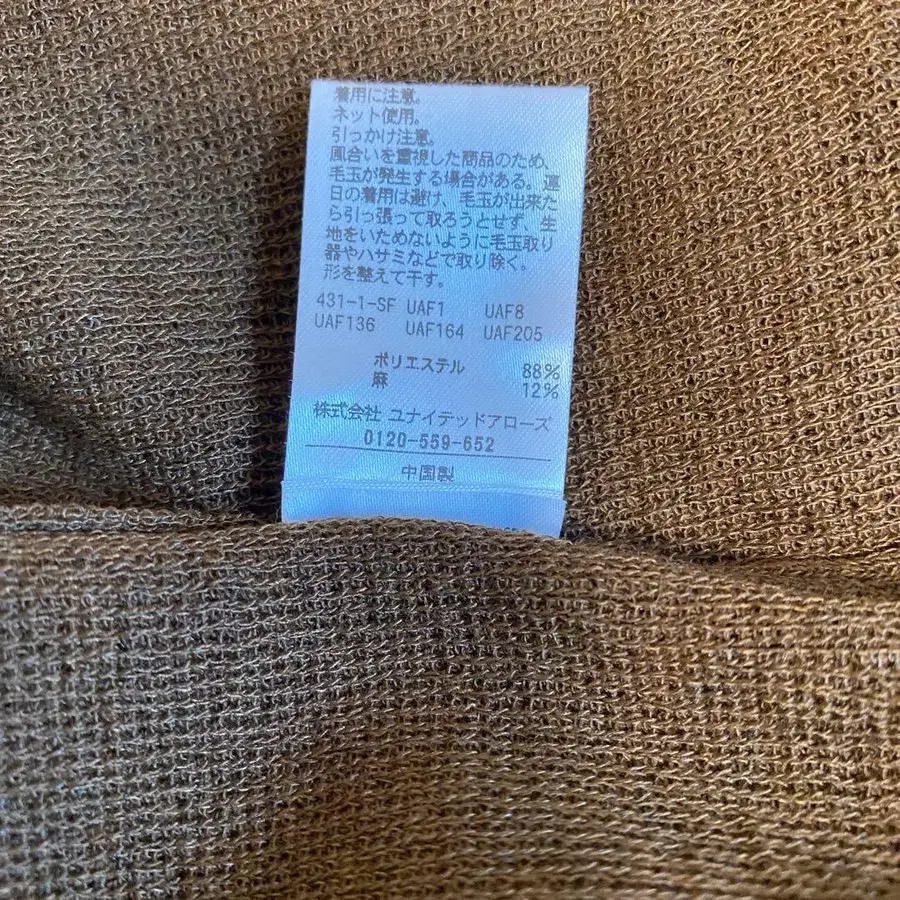 着用に注意。
ネット使用。
引っかけ注意。
風合いを重視した商品のため、
毛玉が発生する場合がある。連
日の着用は避け、毛玉が出来た
ら引っ張って取ろうとせず、生
地をいためないように毛玉取り
器やハサミなどで取り除く。
形を整えて干す。
431-1-SF UAF1 UAF8
UAF136 UAF164 UAF205
ポリエステル 88%
麻 12%
株式会社 ユナイテッドアローズ
0120-559-652
中国製